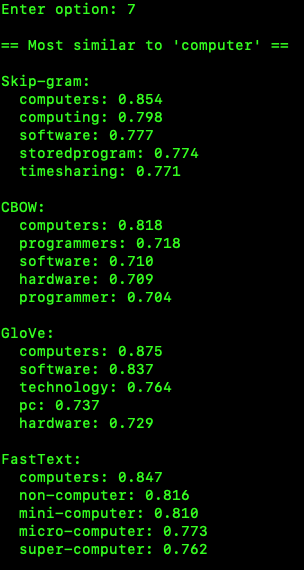 Enter option: 7
== Most similar to 'computer' ==
Skip-gram:
computers: 0.854
computing: 0.798
software: 0.777
storedprogram: 0.774
timesharing: 0.771
CBOW:
computers: 0.818
programmers: 0.718
software: 0.710
hardware: 0.709
programmer: 0.704
GloVe:
computers: 0.875
software: 0.837
technology: 0.764
pc: 0.737
hardware: 0.729
FastText:
computers: 0.847
non-computer: 0.816
mini-computer: 0.810
micro-computer: 0.773
super-computer: 0.762